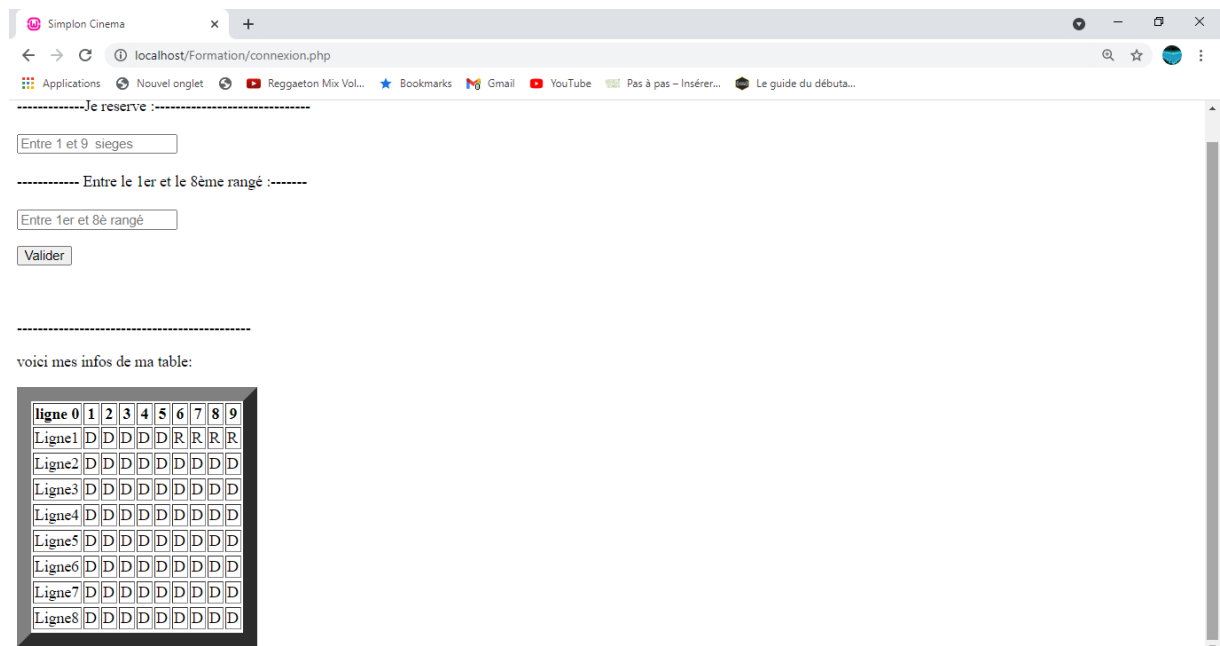 Simplon Cinema
localhost/Formation/connexion.php
Applications Nouvel onglet Reggaeton Mix Vol... Bookmarks Gmail YouTube Pas à pas – Insérer... Le guide du débuta...
-------------Je reserve :------------------------------
Entre 1 et 9  sieges
------------ Entre le 1er et le 8ème rangé :-------
Entre 1er et 8è rangé
Valider
---------------------------------------------
voici mes infos de ma table:
ligne 0 1 2 3 4 5 6 7 8 9
Ligne1 D D D D D R R R R
Ligne2 D D D D D D D D D
Ligne3 D D D D D D D D D
Ligne4 D D D D D D D D D
Ligne5 D D D D D D D D D
Ligne6 D D D D D D D D D
Ligne7 D D D D D D D D D
Ligne8 D D D D D D D D D